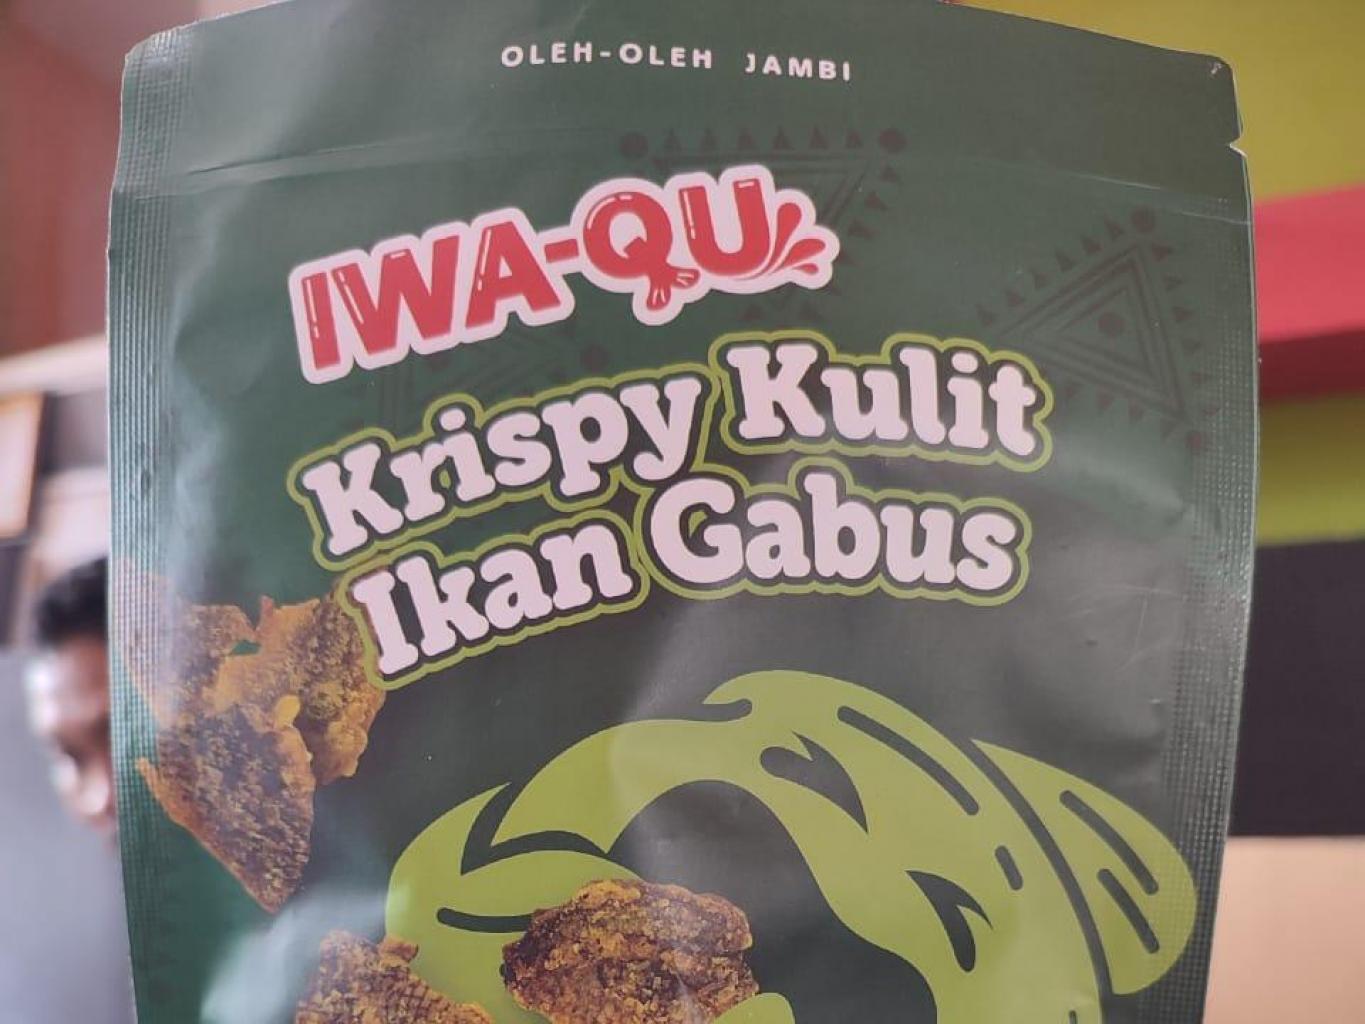 OLEH-OLEH JAMBI
IWA-QU
Krispy Kulit
Ikan Gabus